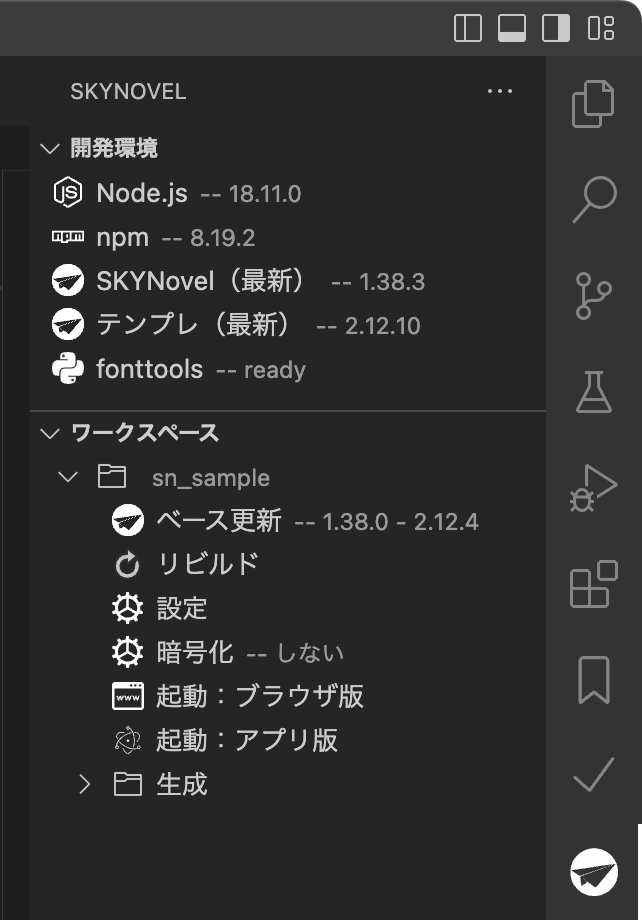 SKYNOVEL
開発環境
JS Node.js -- 18.11.0
npm npm -- 8.19.2
SKYNovel（最新） -- 1.38.3
テンプレ（最新） -- 2.12.10
fonttools -- ready
ワークスペース
sn_sample
ベース更新 -- 1.38.0 - 2.12.4
リビルド
設定
暗号化 -- しない
www 起動：ブラウザ版
起動：アプリ版
生成